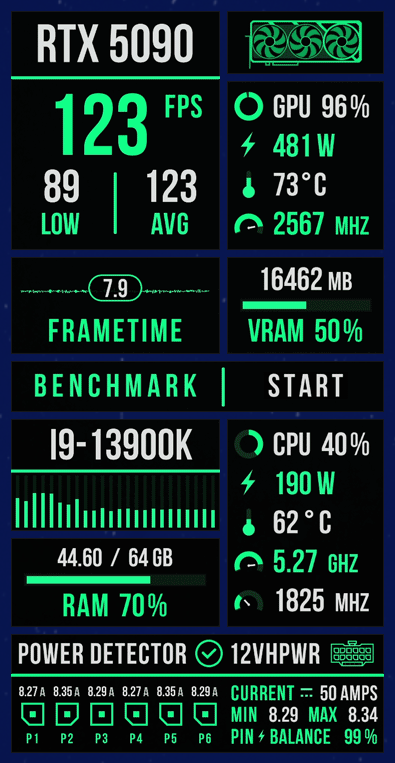 RTX 5090
123 FPS
89 123
LOW AVG
GPU 96%
481 W
73°C
2567 MHZ
7.9
FRAMETIME
16462 MB
VRAM 50%
BENCHMARK START
I9-13900K
44.60 / 64 GB
RAM 70%
CPU 40%
190 W
62°C
5.27 GHZ
1825 MHZ
POWER DETECTOR 12VHPWR
8.27 A 8.35 A 8.29 A 8.27 A 8.35 A 8.29 A
P1 P2 P3 P4 P5 P6
CURRENT 50 AMPS
MIN 8.29 MAX 8.34
PIN BALANCE 99%